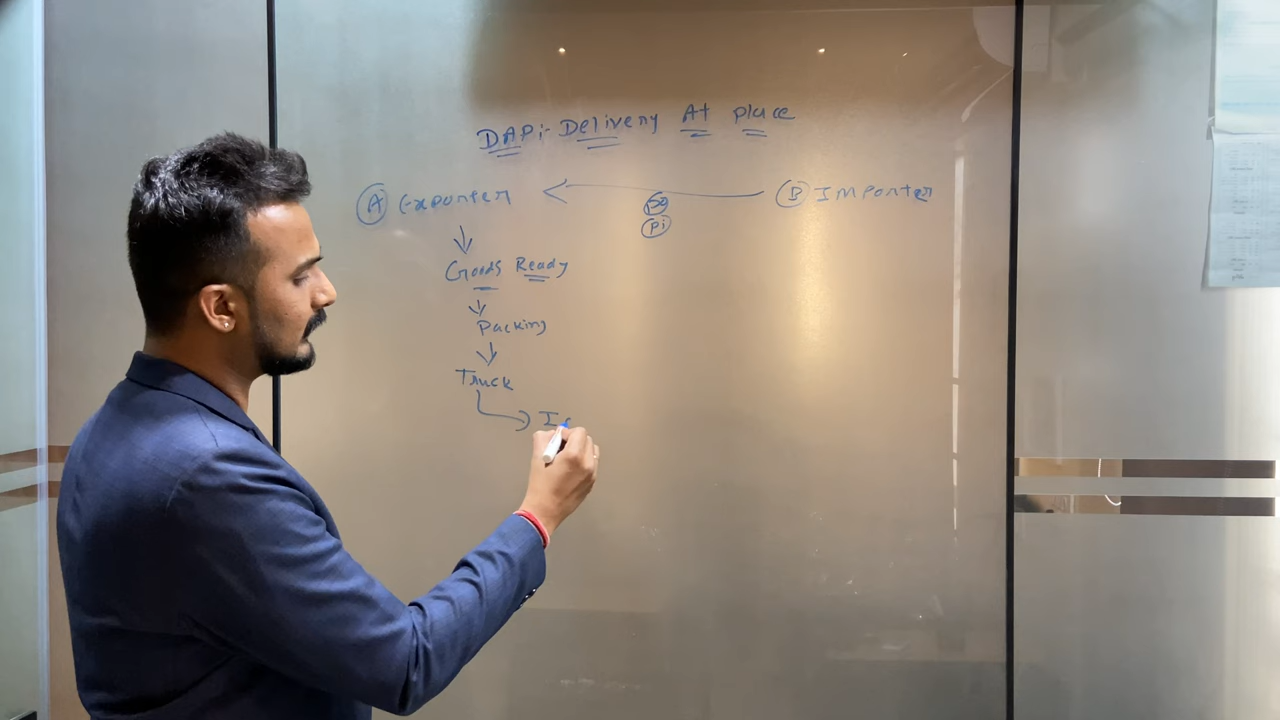 DAP:- Delivery At place
A Exporter B Importer
PO
Pi
Goods Ready
Packing
Truck